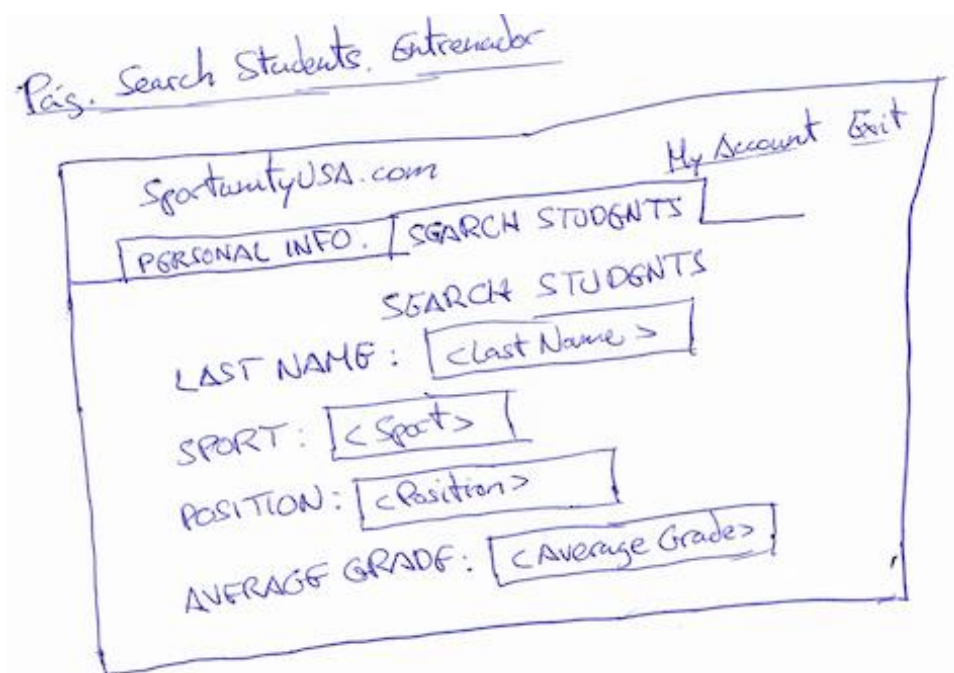 Pág. Search Students. Entrenador
SportunityUSA.com My Account Exit
PERSONAL INFO. SEARCH STUDENTS
SEARCH STUDENTS
LAST NAME: <Last Name>
SPORT: <Sport>
POSITION: <Position>
AVERAGE GRADE: <Average Grade>